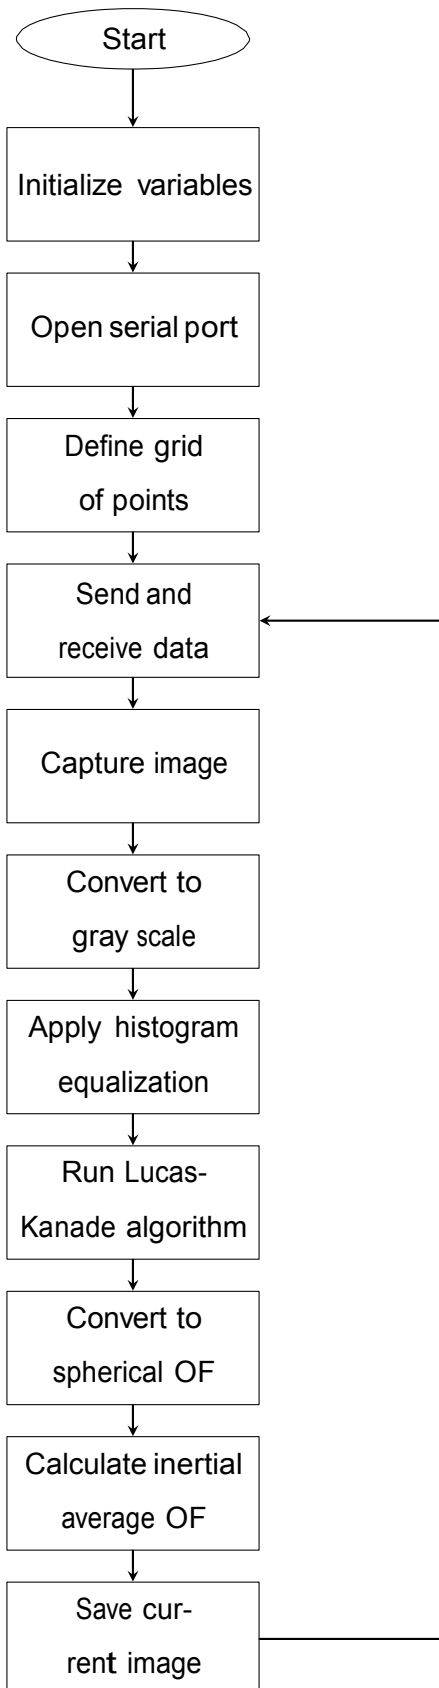 Start
Initialize variables
Open serial port
Define grid
of points
Send and
receive data
Capture image
Convert to
gray scale
Apply histogram
equalization
Run Lucas-
Kanade algorithm
Convert to
spherical OF
Calculate inertial
average OF
Save cur-
rent image